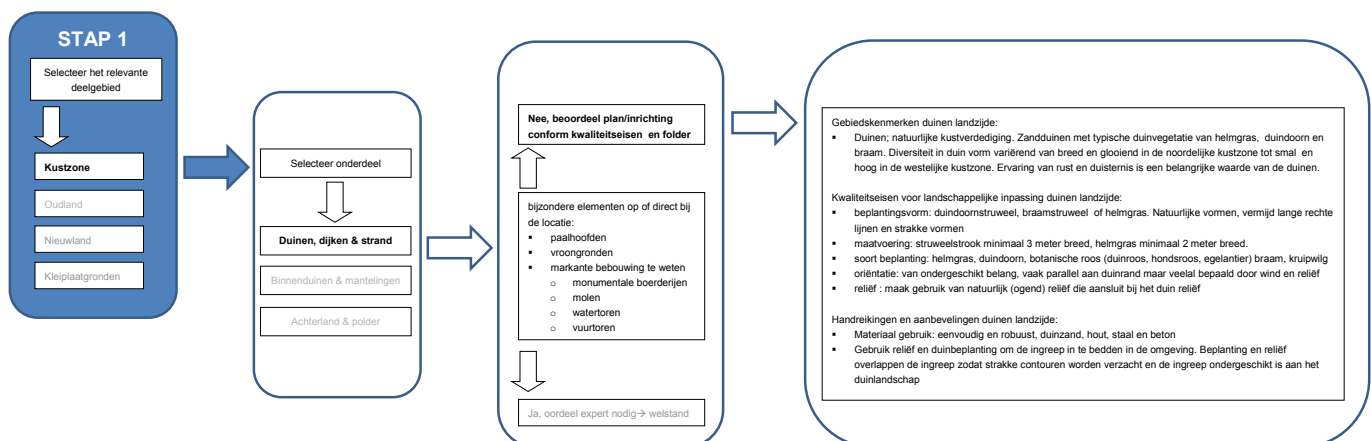 STAP 1
Selecteer het relevante
deelgebied
Kustzone
Oudland
Nieuwland
Kleiplaatgronden
Selecteer onderdeel
Duinen, dijken & strand
Binnenduinen & mantelingen
Achterland & polder
Nee, beoordeel plan/inrichting
conform kwaliteitseisen en folder
bijzondere elementen op of direct bij
de locatie:
▪ paalhoofden
▪ vroongronden
▪ markante bebouwing te weten
o monumentale boerderijen
o molen
o watertoren
o vuurtoren
Ja, oordeel expert nodig→ welstand
Gebiedskenmerken duinen landzijde:
▪ Duinen; natuurlijke kustverdediging. Zandduinen met typische duinvegetatie van helmgras, duindoorn en
braam. Diversiteit in duin vorm variërend van breed en glooiend in de noordelijke kustzone tot smal en
hoog in de westelijke kustzone. Ervaring van rust en duisternis is een belangrijke waarde van de duinen.
Kwaliteitseisen voor landschappelijke inpassing duinen landzijde:
▪ beplantingsvorm: duindoornstruweel, braamstruweel of helmgras. Natuurlijke vormen, vermijd lange rechte
lijnen en strakke vormen
▪ maatvoering: struweelstrook minimaal 3 meter breed, helmgras minimaal 2 meter breed.
▪ soort beplanting: helmgras, duindoorn, botanische roos (duinroos, hondsroos, egelantier) braam, kruipwilg
▪ oriëntatie: van ondergeschikt belang, vaak parallel aan duinrand maar veelal bepaald door wind en reliëf
▪ reliëf : maak gebruik van natuurlijk (ogend) reliëf die aansluit bij het duin reliëf
Handreikingen en aanbevelingen duinen landzijde:
▪ Materiaal gebruik: eenvoudig en robuust, duinzand, hout, staal en beton
▪ Gebruik reliëf en duinbeplanting om de ingreep in te bedden in de omgeving. Beplanting en reliëf
overlappen de ingreep zodat strakke contouren worden verzacht en de ingreep ondergeschikt is aan het
duinlandschap